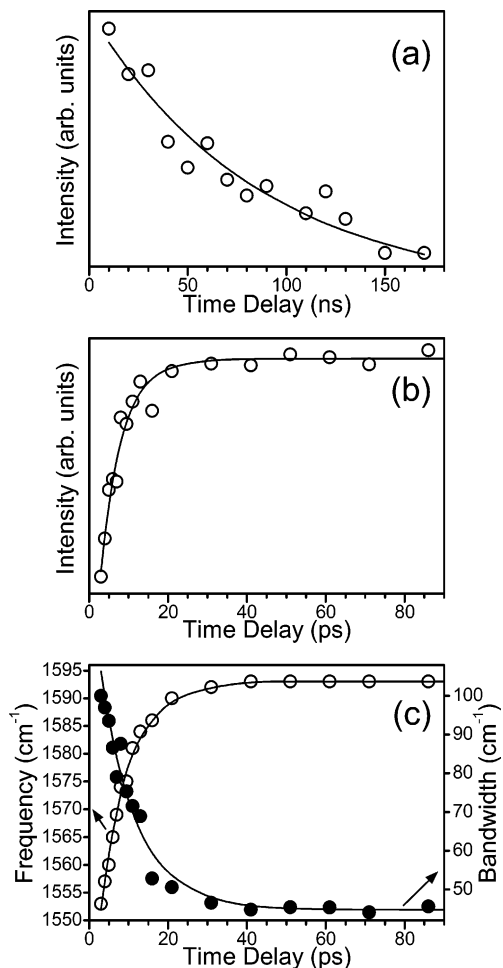 (a)
Intensity (arb. units)
0 50 100 150
Time Delay (ns)
(b)
Intensity (arb. units)
0 20 40 60 80
Time Delay (ps)
(c)
1595
1590
1585
1580
1575
1570
1565
1560
1555
1550
Frequency (cm-1)
100
90
80
70
60
50
Bandwidth (cm-1)
0 20 40 60 80
Time Delay (ps)